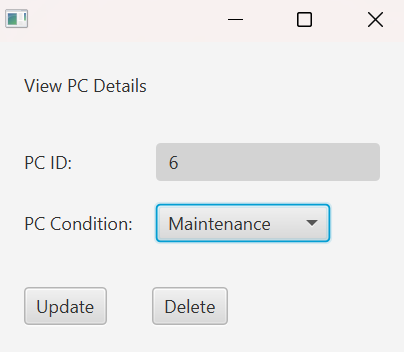 View PC Details
PC ID: 6
PC Condition: Maintenance
Update Delete